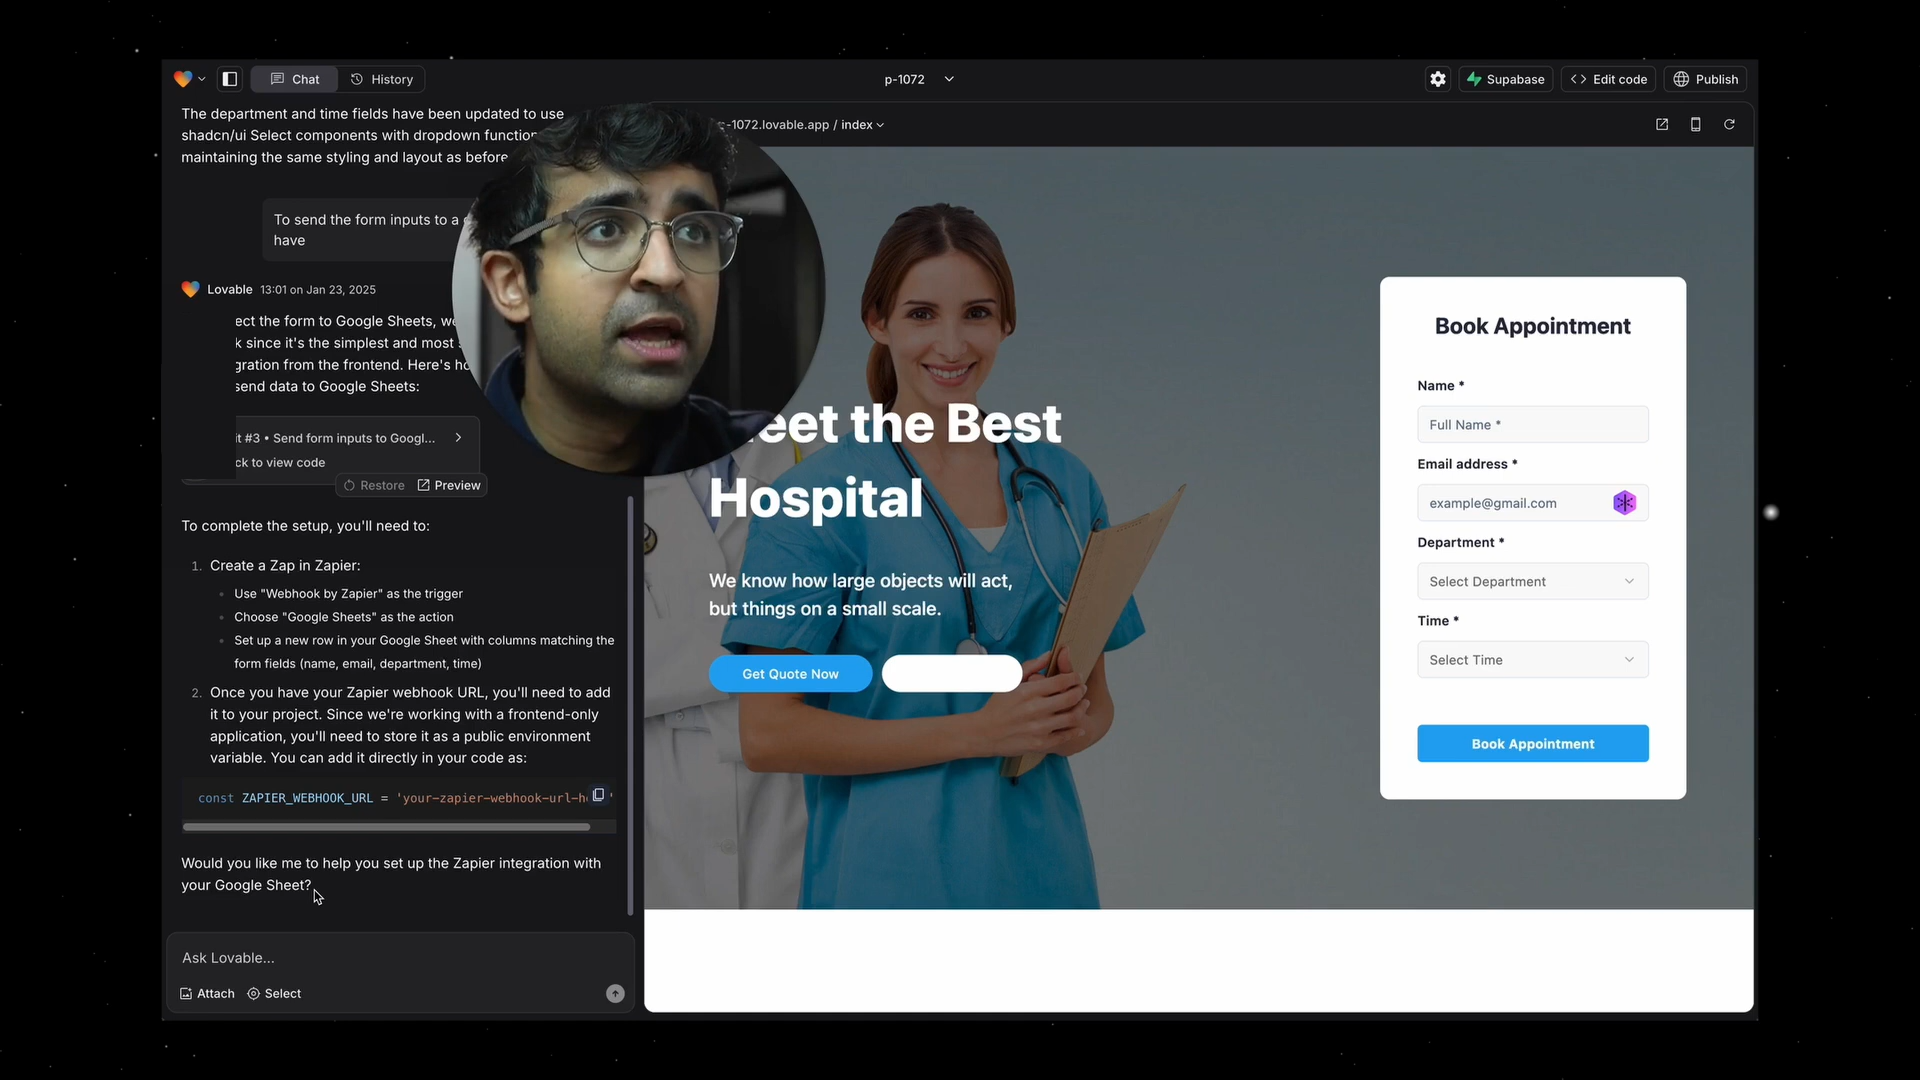 Chat
History
p-1072
Supabase
Edit code
Publish
The department and time fields have been updated to use
shadcn/ui Select components with dropdown
maintaining the same styling and layout as before
-1072.lovable.app / index
To send the form inputs to a
have
Lovable 13:01 on Jan 23, 2025
the form to Google Sheets,
since it's the simplest and most
from the frontend. Here's
send data to Google Sheets:
#3 • Send form inputs to Googl...
to view code
Restore
Preview
To complete the setup, you'll need to:
1. Create a Zap in Zapier:
Use "Webhook by Zapier" as the trigger
Choose "Google Sheets" as the action
Set up a new row in your Google Sheet with columns matching the
form fields (name, email, department, time)
2. Once you have your Zapier webhook URL, you'll need to add
it to your project. Since we're working with a frontend-only
application, you'll need to store it as a public environment
variable. You can add it directly in your code as:
const ZAPIER_WEBHOOK_URL = 'your-zapier-webhook-url-h
Would you like me to help you set up the Zapier integration with
your Google Sheet?
Ask Lovable...
Attach
Select
the Best
Hospital
We know how large objects will act,
but things on a small scale.
Get Quote Now
Book Appointment
Name *
Full Name *
Email address *
example@gmail.com
Department *
Select Department
Time *
Select Time
Book Appointment